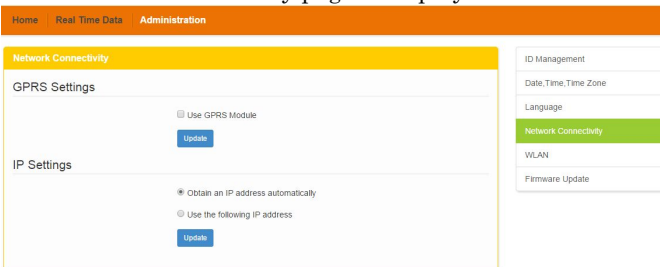 Home Real Time Data Administration
Network Connectivity
GPRS Settings
Use GPRS Module
Update
IP Settings
Obtain an IP address automatically
Use the following IP address
Update
ID Management
Date,Time,Time Zone
Language
Network Connectivity
WLAN
Firmware Update